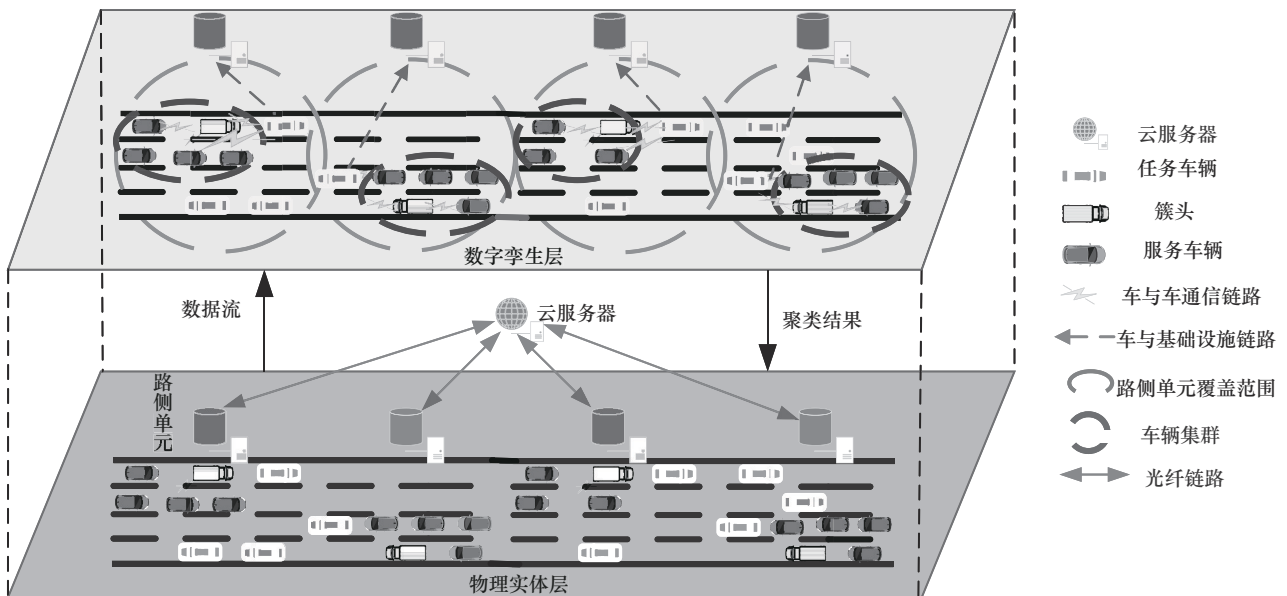 数字孪生层
数据流
云服务器
聚类结果
路侧单元
物理实体层
云服务器
任务车辆
簇头
服务车辆
车与车通信链路
车与基础设施链路
路侧单元覆盖范围
车辆集群
光纤链路